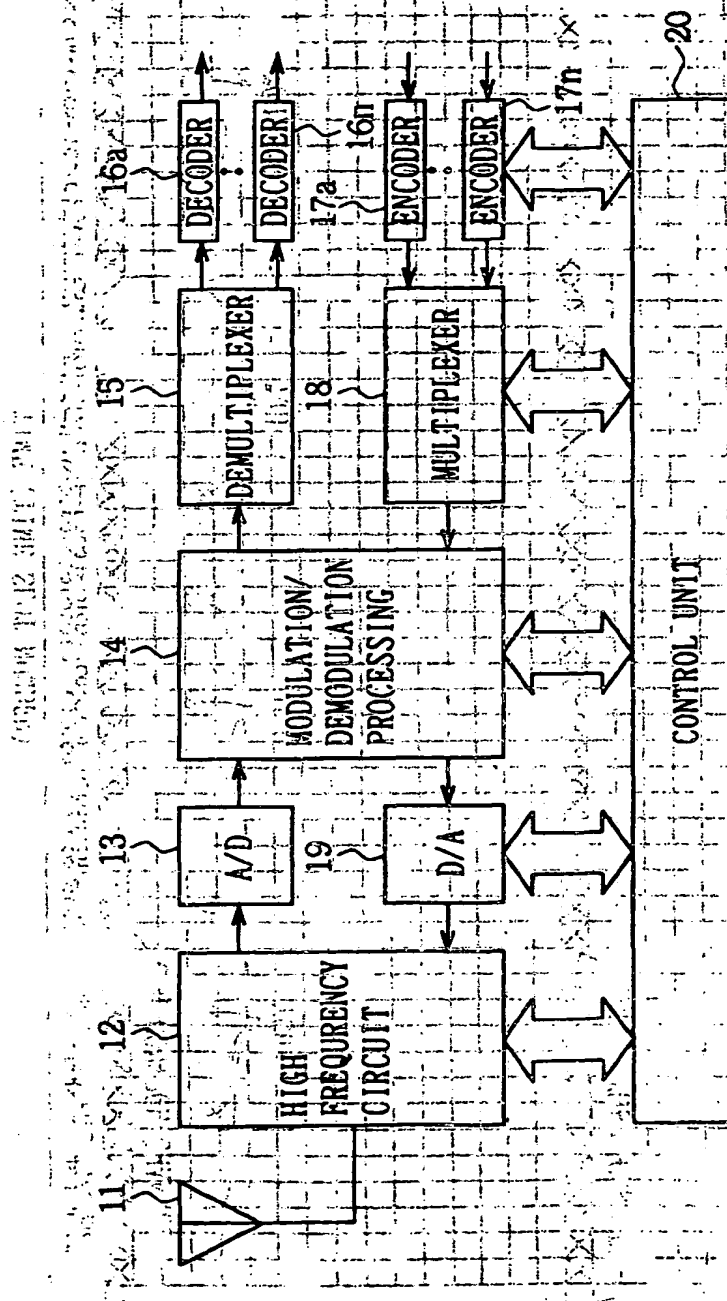 11
12
HIGH
FREQURENCY
CIRCUIT
13
A/D
19
D/A
14
MODULATION/
DEMODULATION
PROCESSING
15
DEMULTIPLEXER
18
MULTIPLEXER
16a
DECODER
DECODER
16n
17a
ENCODER
ENCODER
17n
CONTROL UNIT
20